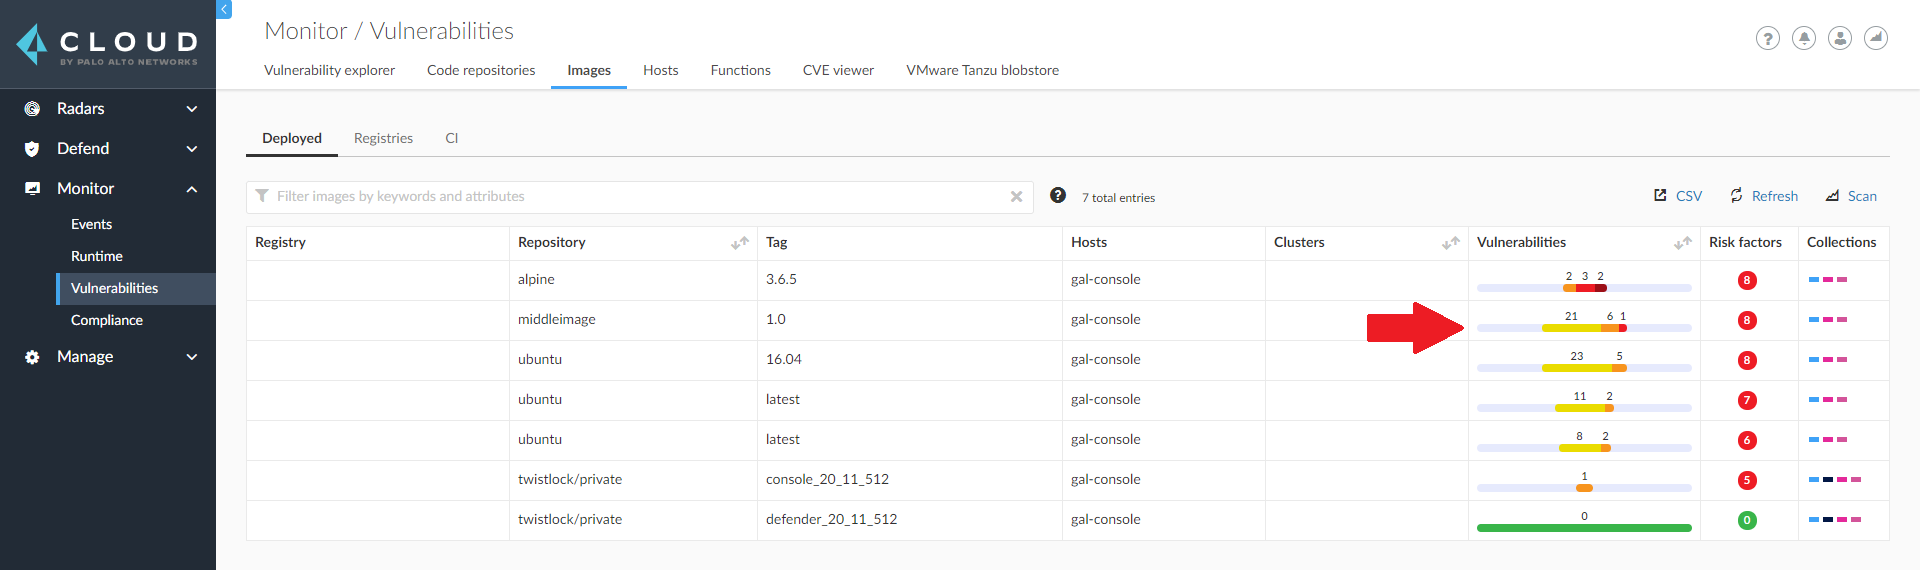 CLOUD
BY PALO ALTO NETWORKS
Radars
Defend
Monitor
Events
Runtime
Vulnerabilities
Compliance
Manage
Monitor / Vulnerabilities
Vulnerability explorer Code repositories Images Hosts Functions CVE viewer VMware Tanzu blobstore
Deployed Registries CI
Filter images by keywords and attributes ? 7 total entries CSV Refresh Scan
Registry Repository Tag Hosts Clusters Vulnerabilities Risk factors Collections
alpine 3.6.5 gal-console 2 3 2 8
middleimage 1.0 gal-console 21 6 1 8
ubuntu 16.04 gal-console 23 5 8
ubuntu latest gal-console 11 2 7
ubuntu latest gal-console 8 2 6
twistlock/private console_20_11_512 gal-console 1 5
twistlock/private defender_20_11_512 gal-console 0 0